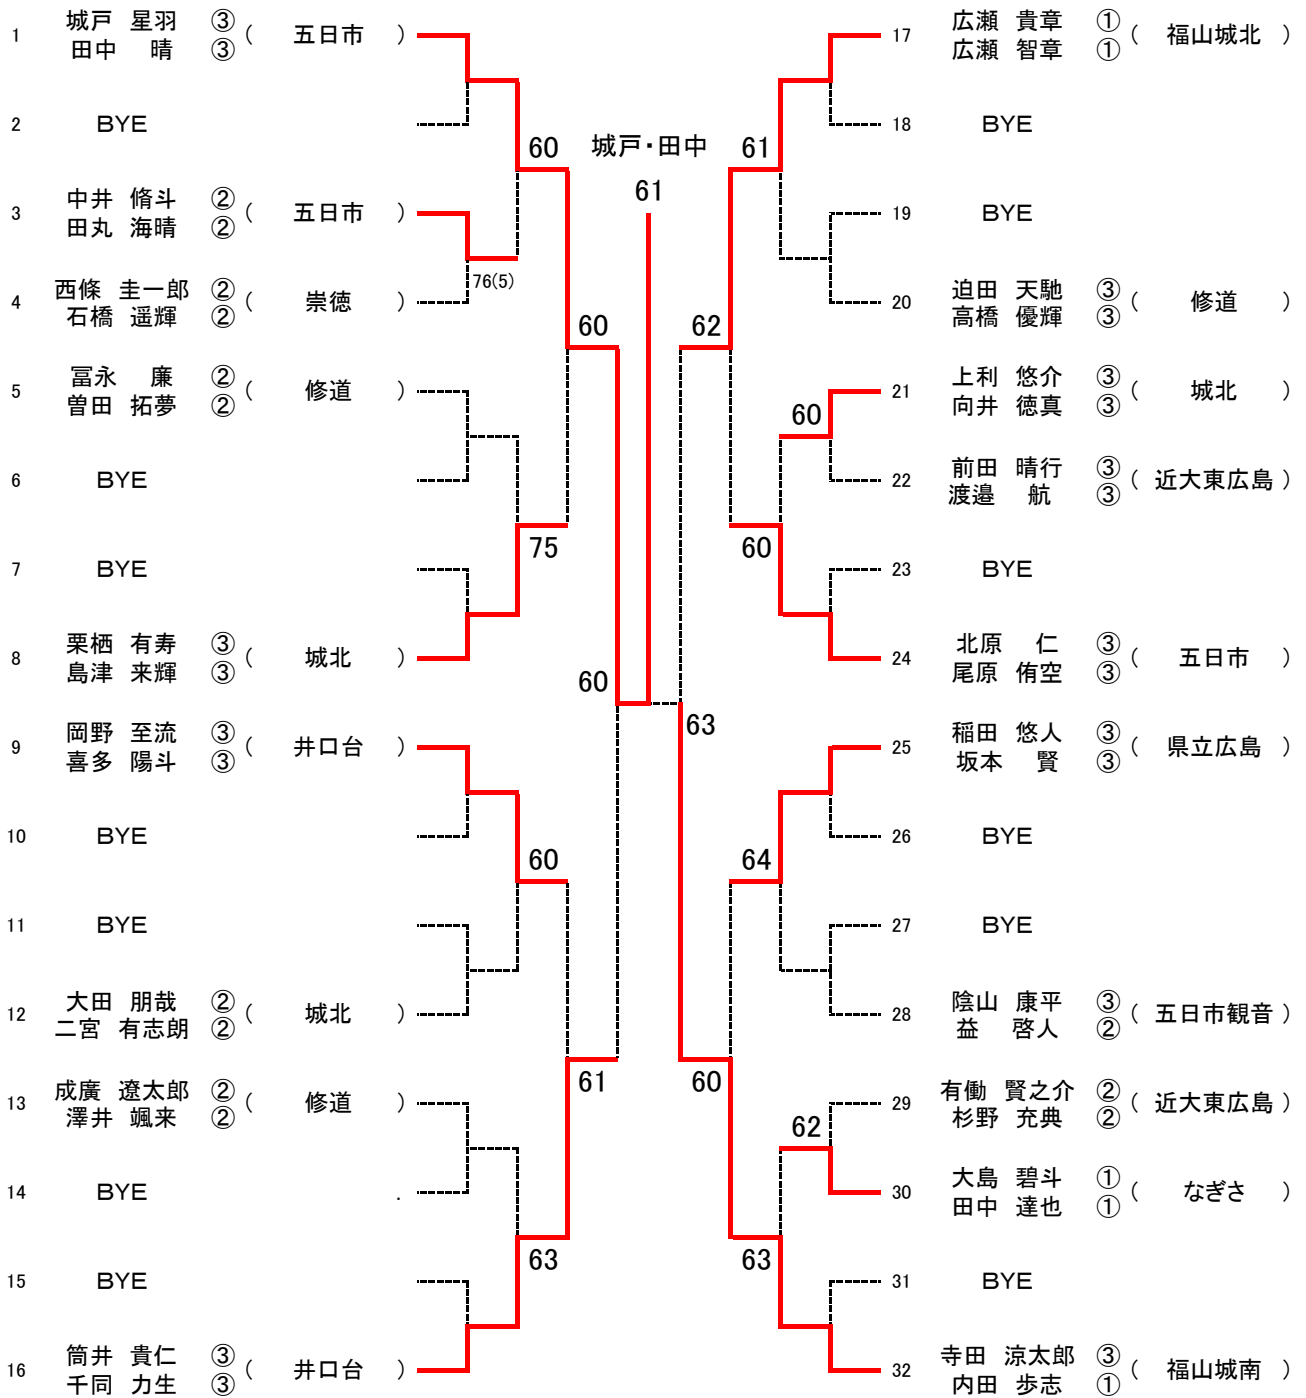 1 城戸 星羽 ③ ( 五日市 )
田中 晴 ③
2 BYE
3 中井 脩斗 ② ( 五日市 )
田丸 海晴 ②
4 西條 圭一郎 ② ( 崇徳 )
石橋 遥輝 ②
5 冨永 廉 ② ( 修道 )
曽田 拓夢 ②
6 BYE
7 BYE
8 栗栖 有寿 ③ ( 城北 )
島津 来輝 ③
9 岡野 至流 ③ ( 井口台 )
喜多 陽斗 ③
10 BYE
11 BYE
12 大田 朋哉 ② ( 城北 )
二宮 有志朗 ②
13 成廣 遼太郎 ② ( 修道 )
澤井 颯来 ②
14 BYE .
15 BYE
16 筒井 貴仁 ③ ( 井口台 )
千同 力生 ③
60
76(5)
60
75
60
60
61
63
城戸・田中
61
61
62
60
60
63
64
60
62
63
17 広瀬 貴章 ① ( 福山城北 )
広瀬 智章 ①
18 BYE
19 BYE
20 迫田 天馳 ③ ( 修道 )
高橋 優輝 ③
21 上利 悠介 ③ ( 城北 )
向井 徳真 ③
22 前田 晴行 ③ ( 近大東広島 )
渡邉 航 ③
23 BYE
24 北原 仁 ③ ( 五日市 )
尾原 侑空 ③
25 稲田 悠人 ③ ( 県立広島 )
坂本 賢 ③
26 BYE
27 BYE
28 陰山 康平 ③ ( 五日市観音 )
益 啓人 ②
29 有働 賢之介 ② ( 近大東広島 )
杉野 充典 ②
30 大島 碧斗 ① ( なぎさ )
田中 達也 ①
31 BYE
32 寺田 涼太郎 ③ ( 福山城南 )
内田 歩志 ①